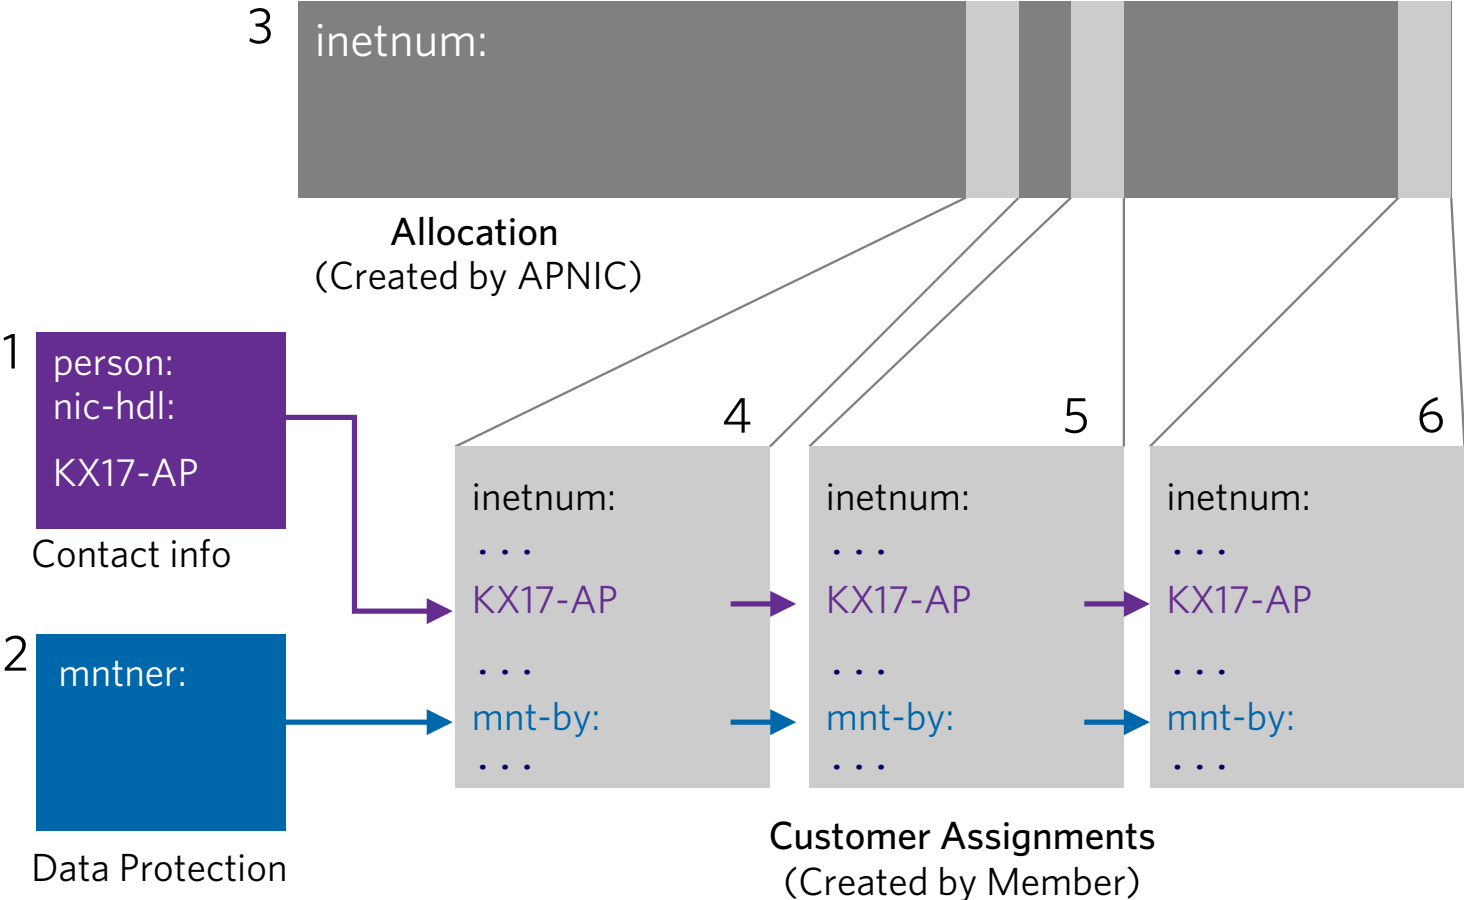 3
inetnum:
Allocation
(Created by APNIC)
1
person:
nic-hdl:
KX17-AP
Contact info
2
mntner:
Data Protection
4
inetnum:
...
KX17-AP
...
mnt-by:
...
5
inetnum:
...
KX17-AP
...
mnt-by:
...
6
inetnum:
...
KX17-AP
...
mnt-by:
...
Customer Assignments
(Created by Member)